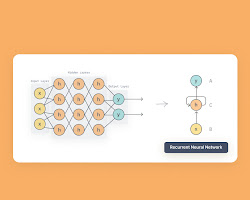 Hidden Layers
Input Layer
Output Layer
x
x
x
h h h
h h h
h h h
h h h
y
y
y
h
x
A
C
B
Recurrent Neural Network